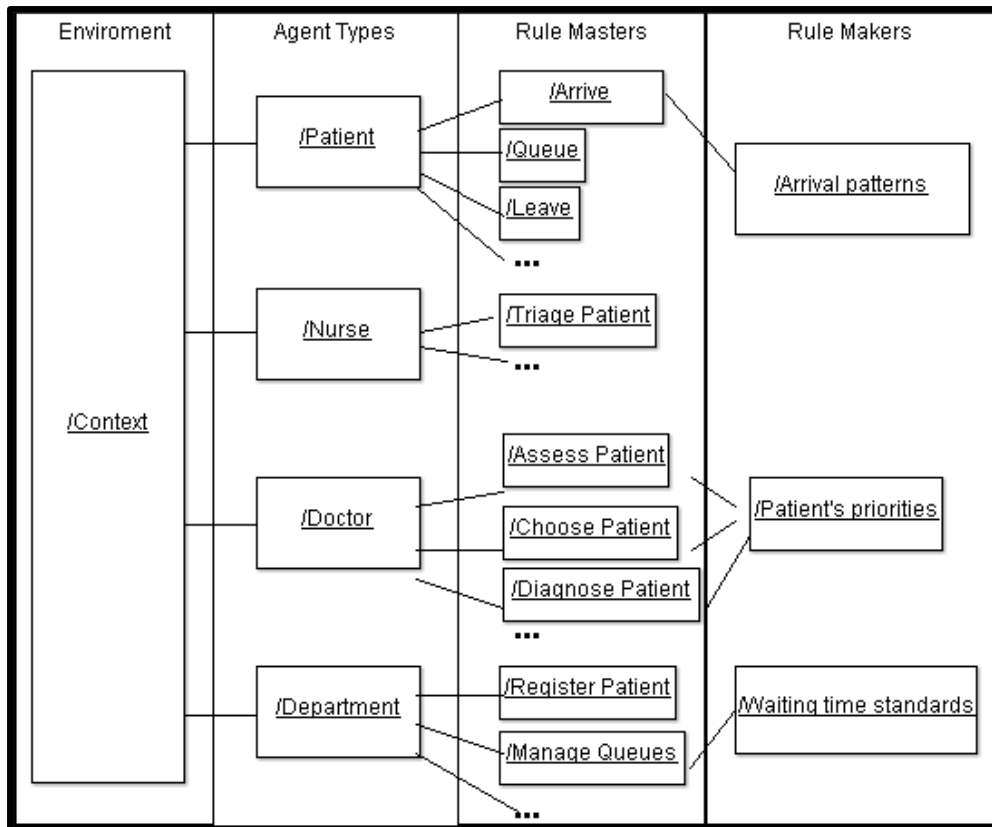 Enviroment
Agent Types
Rule Masters
Rule Makers
/Context
/Patient
/Arrive
/Queue
/Leave
...
/Arrival patterns
/Nurse
/Triage Patient
...
/Doctor
/Assess Patient
/Choose Patient
/Diagnose Patient
...
/Patient's priorities
/Department
/Register Patient
/Manage Queues
...
/Waiting time standards